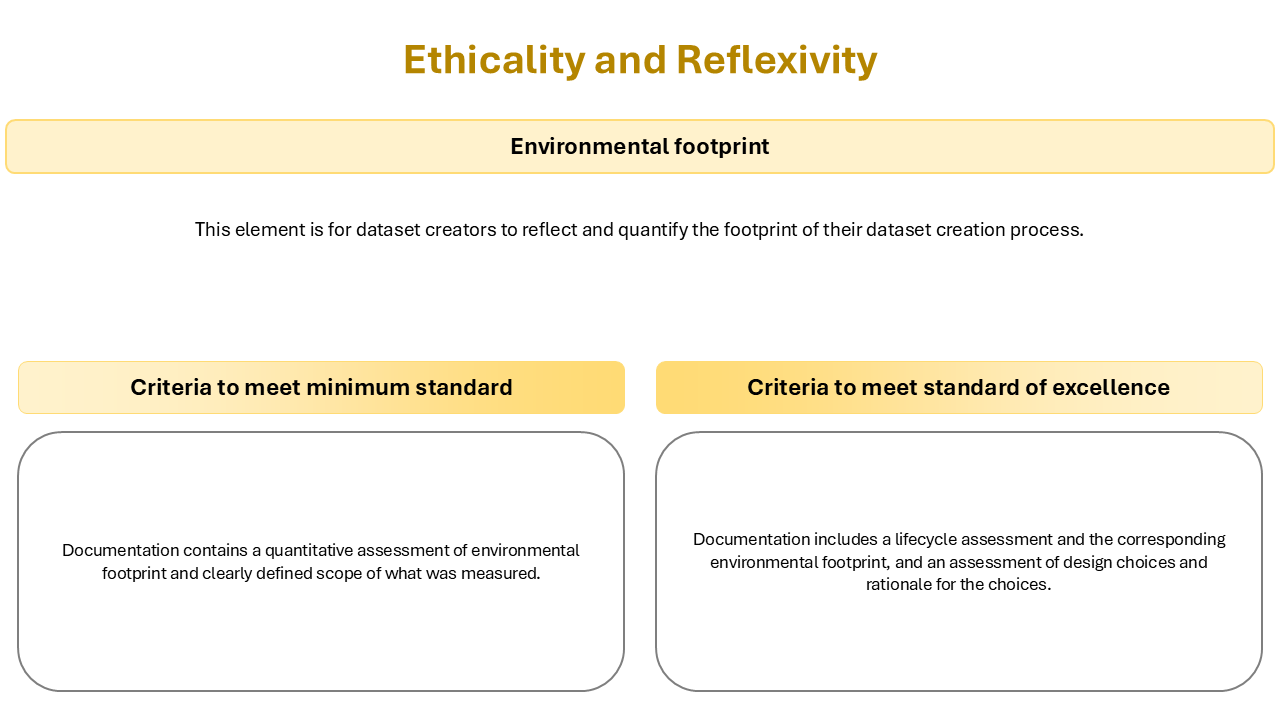 Ethicality and Reflexivity
Environmental footprint
This element is for dataset creators to reflect and quantify the footprint of their dataset creation process.
Criteria to meet minimum standard
Documentation contains a quantitative assessment of environmental
footprint and clearly defined scope of what was measured.
Criteria to meet standard of excellence
Documentation includes a lifecycle assessment and the corresponding
environmental footprint, and an assessment of design choices and
rationale for the choices.